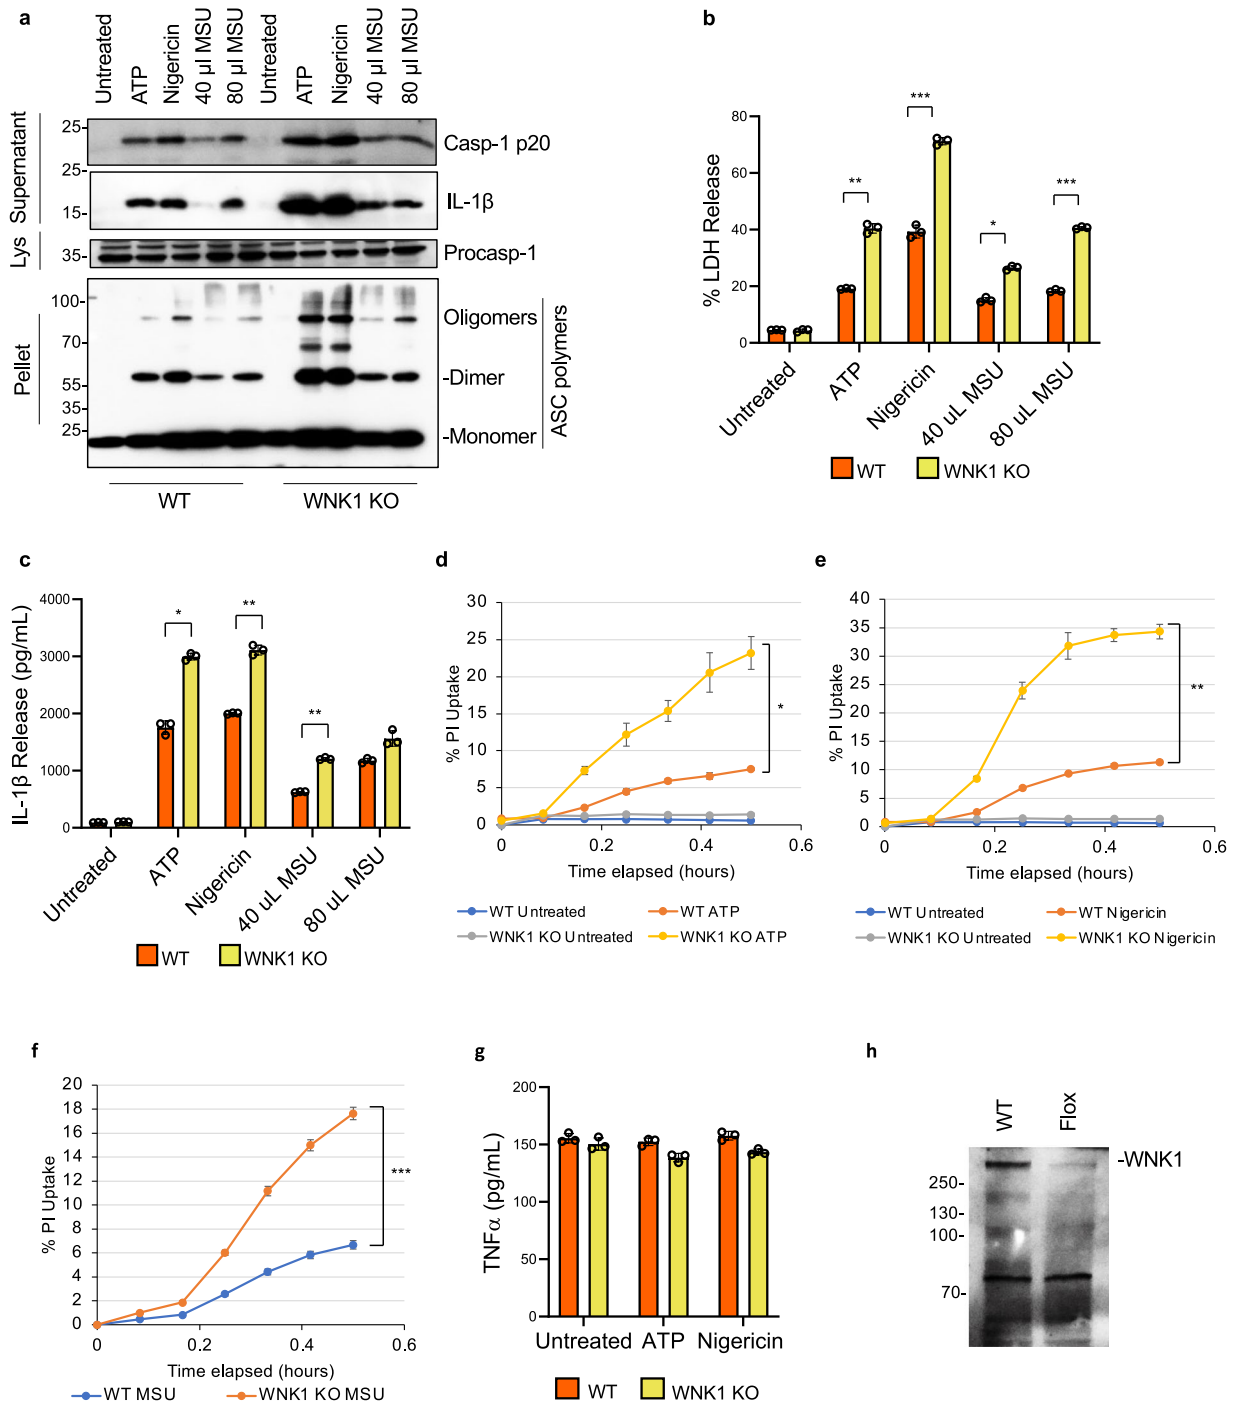 a
Untreated
ATP
Nigericin
40 µl MSU
80 µl MSU
Untreated
ATP
Nigericin
40 µl MSU
80 µl MSU
Supernatant
Lys
Pellet
25-
Casp-1 p20
25-
15-
IL-1β
35-
Procasp-1
100-
70-
55-
35-
25-
Oligomers
-Dimer
-Monomer
ASC polymers
WT
WNK1 KO
b
% LDH Release
80
60
40
20
0
**
***
*
***
Untreated
ATP
Nigericin
40 uL MSU
80 uL MSU
WT
WNK1 KO
c
IL-1β Release (pg/mL)
4000
3000
2000
1000
0
*
**
**
Untreated
ATP
Nigericin
40 uL MSU
80 uL MSU
WT
WNK1 KO
d
% PI Uptake
30
25
20
15
10
5
0
*
0
0.2
0.4
0.6
Time elapsed (hours)
WT Untreated
WT ATP
WNK1 KO Untreated
WNK1 KO ATP
e
% PI Uptake
40
35
30
25
20
15
10
5
0
**
0
0.2
0.4
0.6
Time elapsed (hours)
WT Untreated
WT Nigericin
WNK1 KO Untreated
WNK1 KO Nigericin
f
% PI Uptake
20
18
16
14
12
10
8
6
4
2
0
***
0
0.2
0.4
0.6
Time elapsed (hours)
WT MSU
WNK1 KO MSU
g
TNFα (pg/mL)
200
150
100
50
0
Untreated
ATP
Nigericin
WT
WNK1 KO
h
WT
Flox
-WNK1
250-
130-
100-
70-